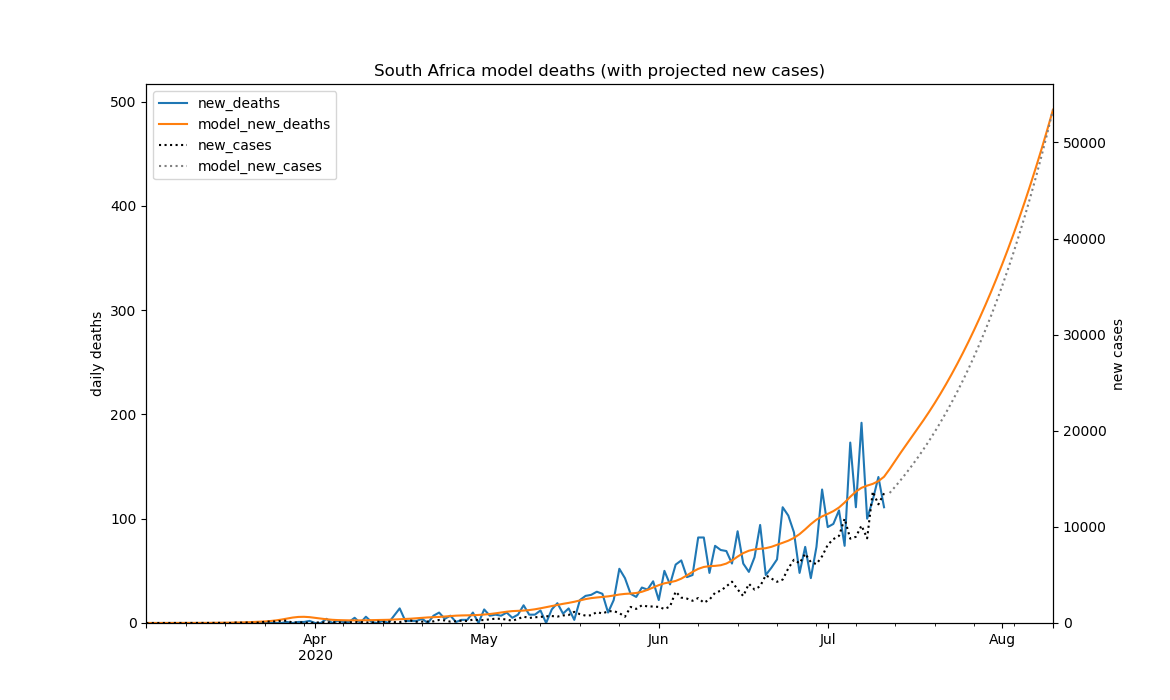 South Africa model deaths (with projected new cases)
new_deaths
model_new_deaths
new_cases
model_new_cases
500
400
300
200
100
0
daily deaths
50000
40000
30000
20000
10000
0
new cases
Apr
2020
May
Jun
Jul
Aug